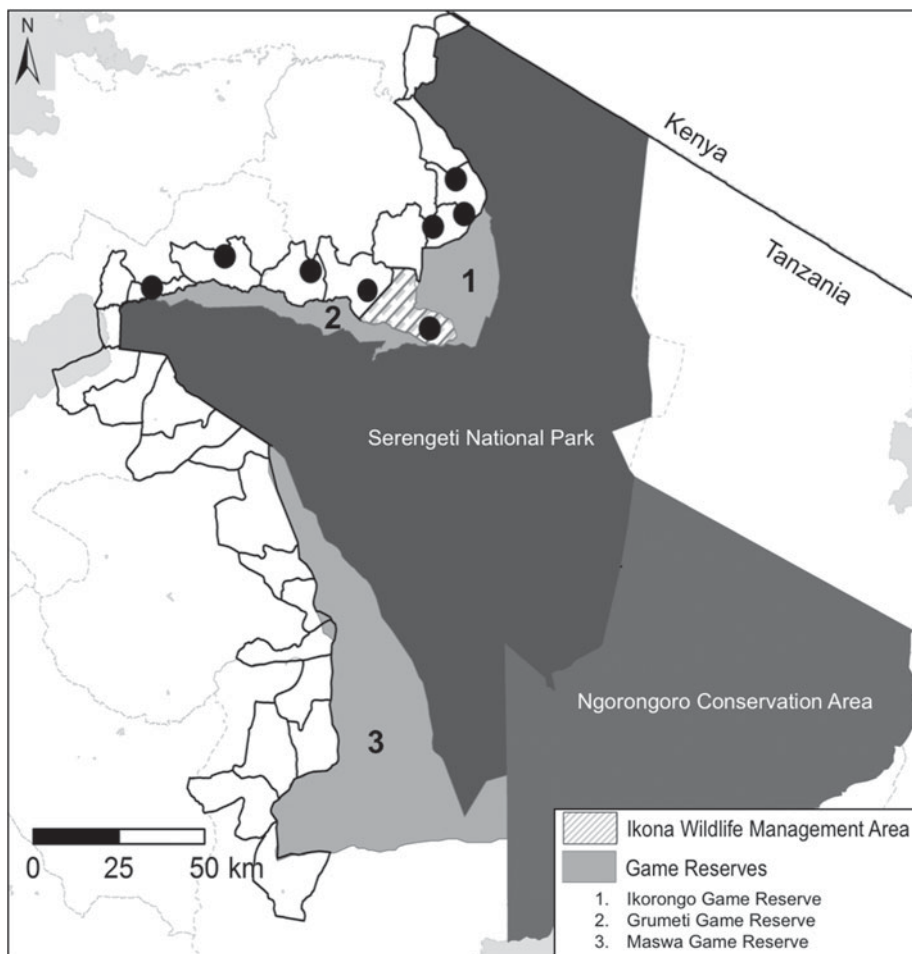 N
Kenya
Tanzania
1
2
Serengeti National Park
Ngorongoro Conservation Area
3
0 25 50 km
Ikona Wildlife Management Area
Game Reserves
1. Ikorongo Game Reserve
2. Grumeti Game Reserve
3. Maswa Game Reserve